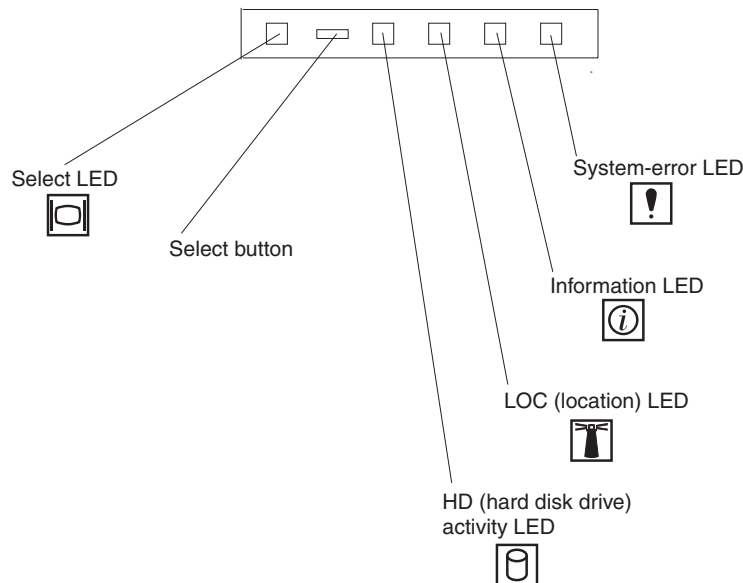 Select LED
Select button
System-error LED
Information LED
LOC (location) LED
HD (hard disk drive)
activity LED